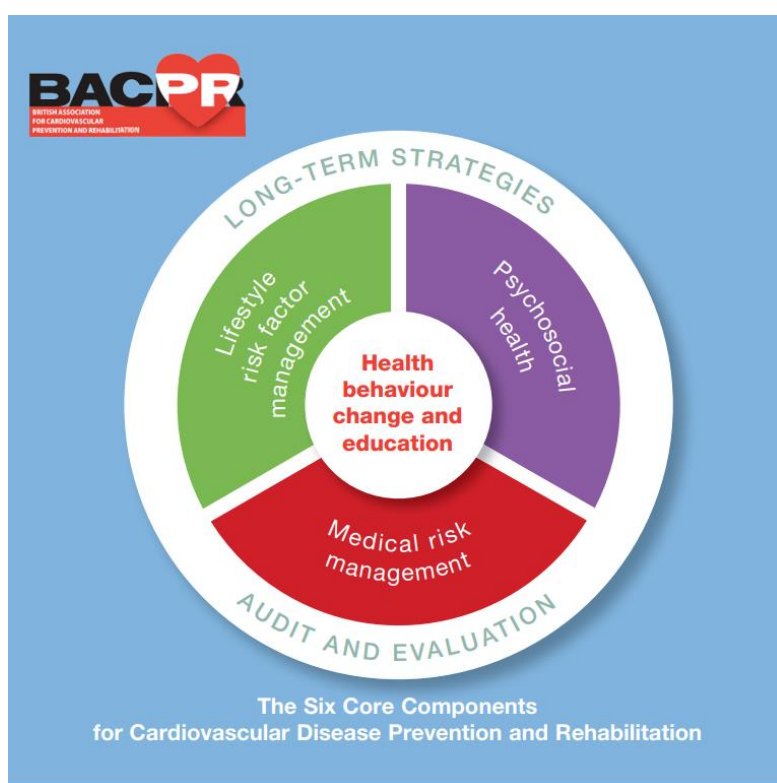 BACPR
BRITISH ASSOCIATION
FOR CARDIOVASCULAR
PREVENTION AND REHABILITATION
LONG-TERM STRATEGIES
Lifestyle
risk factor
management
Psychosocial
health
Health
behaviour
change and
education
Medical risk
management
AUDIT AND EVALUATION
The Six Core Components
for Cardiovascular Disease Prevention and Rehabilitation